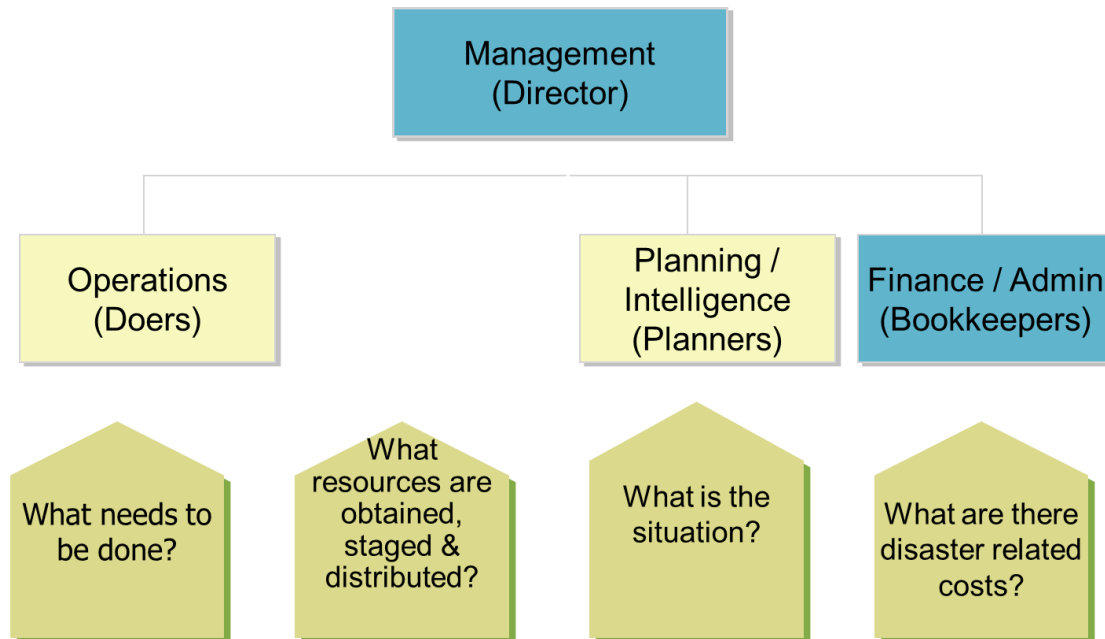 Management
(Director)
Operations
(Doers)
Planning /
Intelligence
(Planners)
Finance / Admin
(Bookkeepers)
What needs to
be done?
What
resources are
obtained,
staged &
distributed?
What is the
situation?
What are there
disaster related
costs?